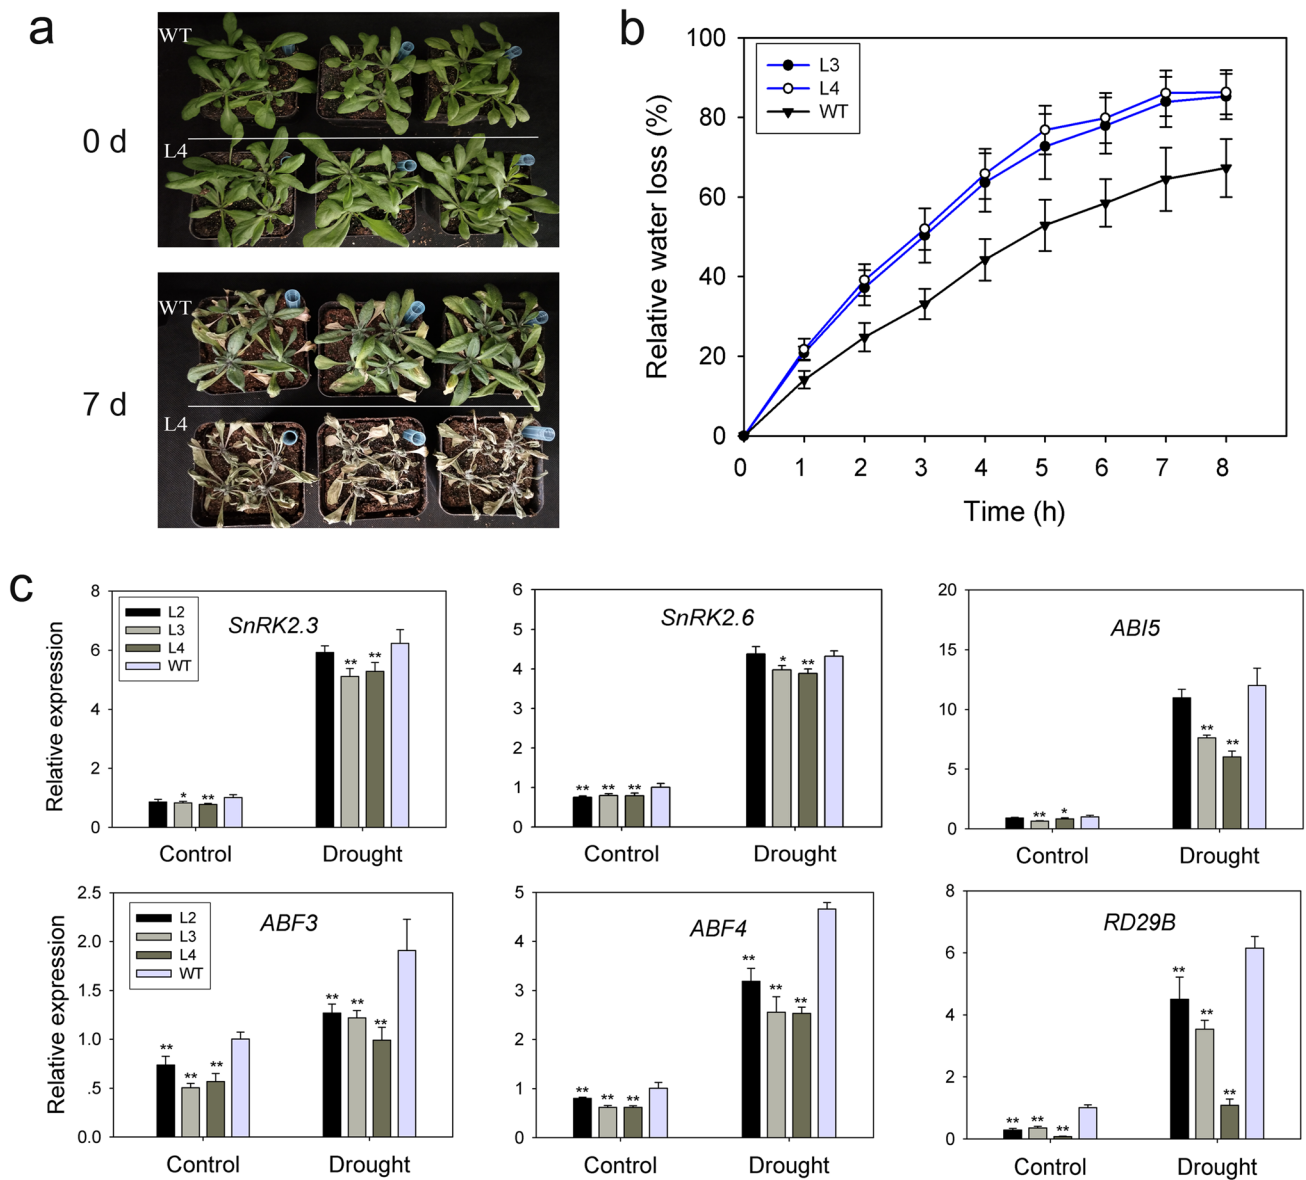 a
WT
0 d
L4
WT
7 d
L4
b
100
80
60
40
20
0
Relative water loss (%)
L3
L4
WT
0 1 2 3 4 5 6 7 8
Time (h)
c
8
6
4
2
0
Relative expression
L2
L3
L4
WT
SnRK2.3
* **
** **
Control Drought
6
5
4
3
2
1
0
SnRK2.6
** ** **
* **
Control Drought
20
15
10
5
0
ABI5
** *
** **
Control Drought
2.5
2.0
1.5
1.0
.5
0.0
Relative expression
L2
L3
L4
WT
ABF3
** ** **
** ** **
Control Drought
5
4
3
2
1
0
ABF4
** ** **
** ** **
Control Drought
8
6
4
2
0
RD29B
** ** **
** ** **
Control Drought